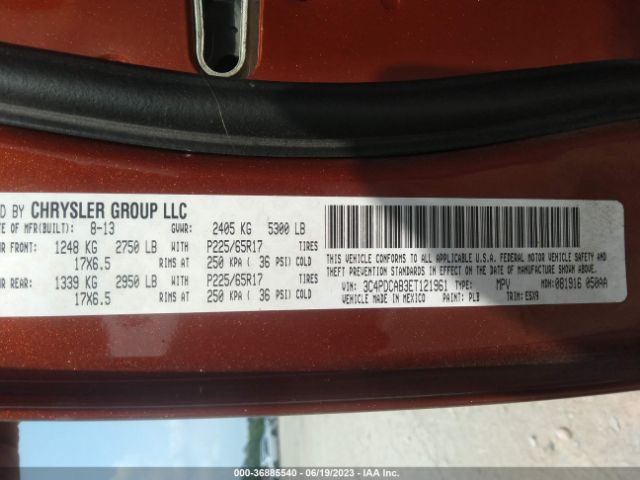 D BY CHRYSLER GROUP LLC
TE OF MFR(BUILT): 8-13 GVWR: 2405 KG 5300 LB
FRONT: 1248 KG 2750 LB WITH P225/65R17 TIRES
17X6.5 RIMS AT 250 KPA ( 36 PSI) COLD
REAR: 1339 KG 2950 LB WITH P225/65R17 TIRES
17X6.5 RIMS AT 250 KPA ( 36 PSI) COLD
THIS VEHICLE CONFORMS TO ALL APPLICABLE U.S.A. FEDERAL MOTOR VEHICLE SAFETY AND
THEFT PREVENTION STANDARDS IN EFFECT ON THE DATE OF MANUFACTURE SHOWN ABOVE.
VIN: 3C4PDCAB3ET121961 TYPE: MPV MDH: 081916 050AA
VEHICLE MADE IN MEXICO PAINT: PLB TRIM: E5X9
000-36885540 - 06/19/2023 - IAA Inc.